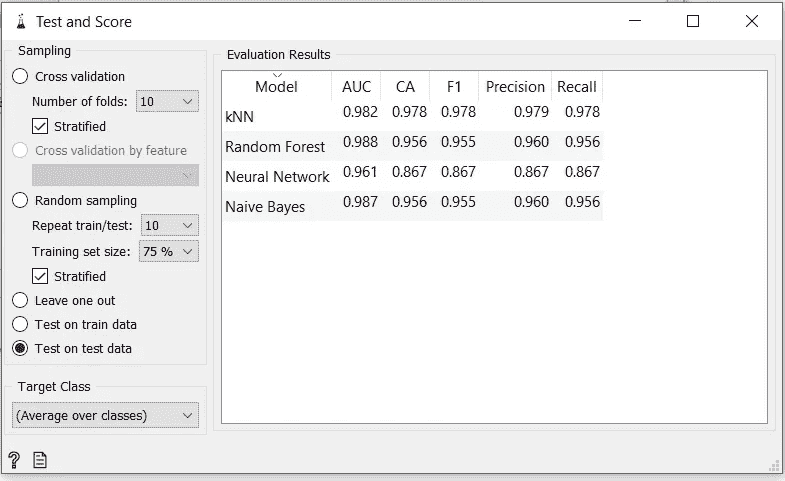 Test and Score
Sampling
Cross validation
Number of folds: 10
Stratified
Cross validation by feature
Random sampling
Repeat train/test: 10
Training set size: 75 %
Stratified
Leave one out
Test on train data
Test on test data
Target Class
(Average over classes)
Evaluation Results
Model AUC CA F1 Precision Recall
kNN 0.982 0.978 0.978 0.979 0.978
Random Forest 0.988 0.956 0.955 0.960 0.956
Neural Network 0.961 0.867 0.867 0.867 0.867
Naive Bayes 0.987 0.956 0.955 0.960 0.956
?